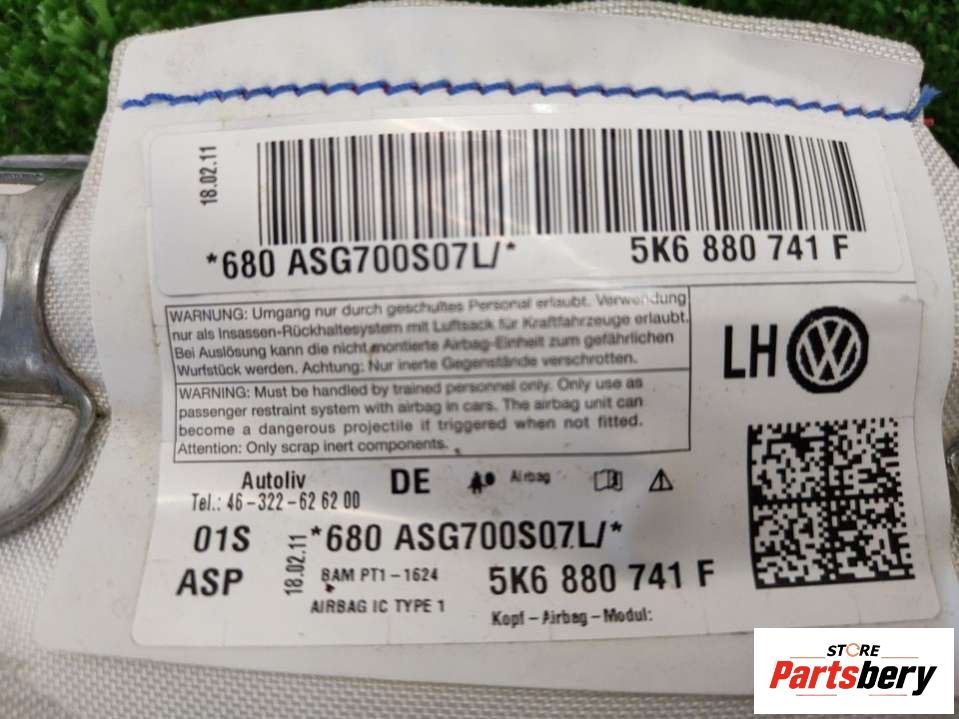 18.02.11
*680 ASG700S07L/*
5K6 880 741 F
WARNUNG: Umgang nur durch geschultes Personal erlaubt. Verwendung
nur als Insassen-Rückhaltesystem mit Luftsack für Kraftfahrzeuge erlaubt.
Bei Auslösung kann die nicht montierte Airbag-Einheit zum gefährlichen
Wurfstück werden. Achtung: Nur inerte Gegenstände verschrotten.
WARNING: Must be handled by trained personnel only. Only use as
passenger restraint system with airbag in cars. The airbag unit can
become a dangerous projectile if triggered when not fitted.
Attention: Only scrap inert components.
LH
Autoliv
Tel.: 46-322-62 62 00
DE
Airbag
01S
ASP
18.02.11
*680 ASG700S07L/*
BAM PT1-1624
5K6 880 741 F
AIRBAG IC TYPE 1
Kopf-Airbag-Modul:
STORE
Partsbery